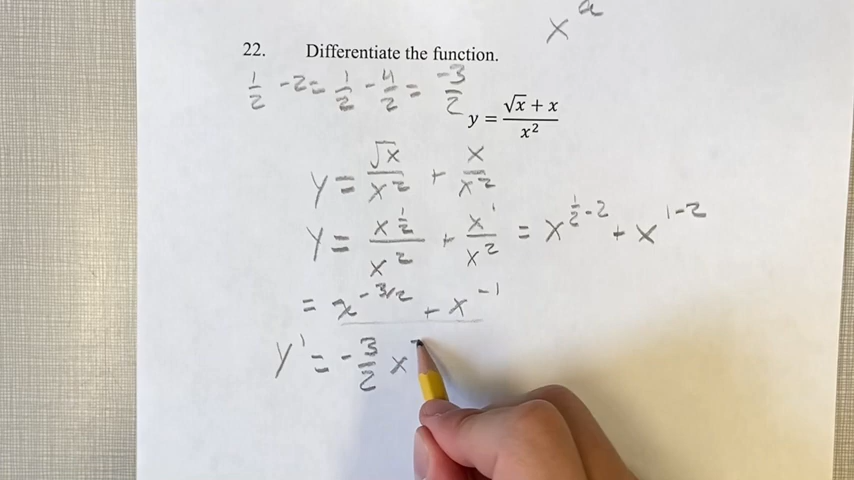 x^a
22. Differentiate the function.
1/2 - 2 = 1/2 - 4/2 = -3/2
y = (√x + x)/x²
y = √x/x² + x/x²
y = x^(1/2)/x² + x^1/x² = x^(1/2 - 2) + x^(1-2)
= x^(-3/2) + x^(-1)
y' = -3/2 x^-